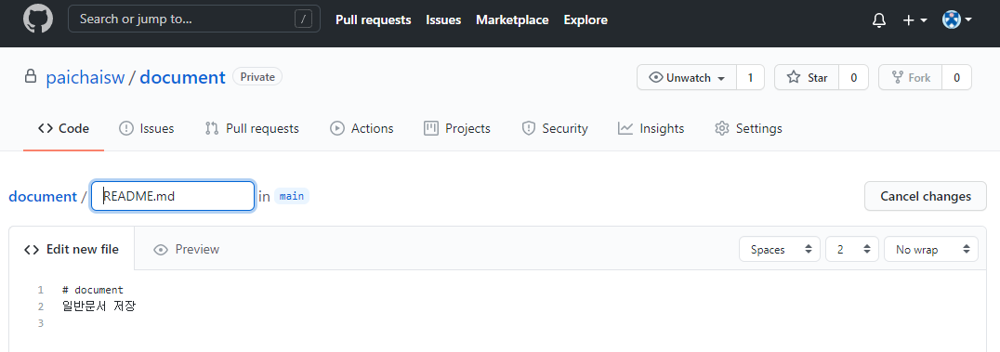 Search or jump to... / Pull requests Issues Marketplace Explore
paichaisw / document Private Unwatch 1 Star 0 Fork 0
Code Issues Pull requests Actions Projects Security Insights Settings
document / README.md in main Cancel changes
Edit new file Preview Spaces 2 No wrap
1 # document
2 일반문서 저장
3